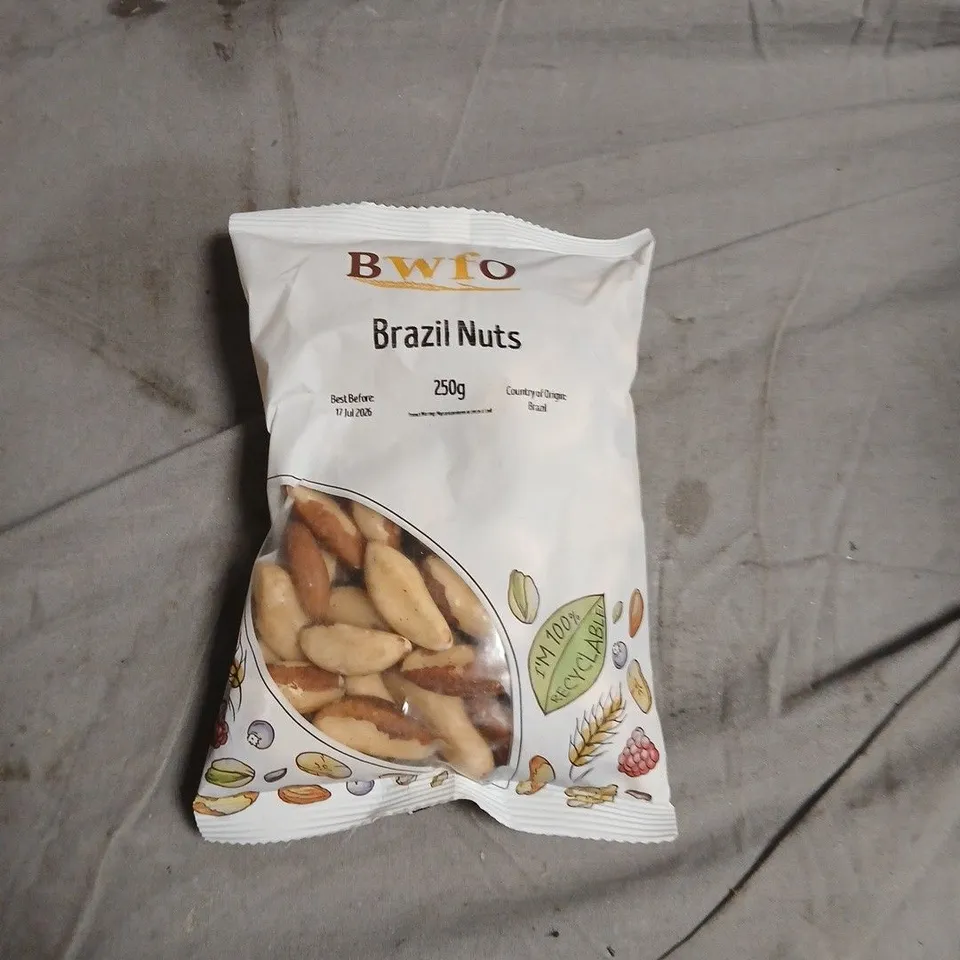 Bwfo
Brazil Nuts
250g
Best Before:
17 Jul 2026
Country of Origin:
Brazil
I'M 100%
RECYCLABLE!